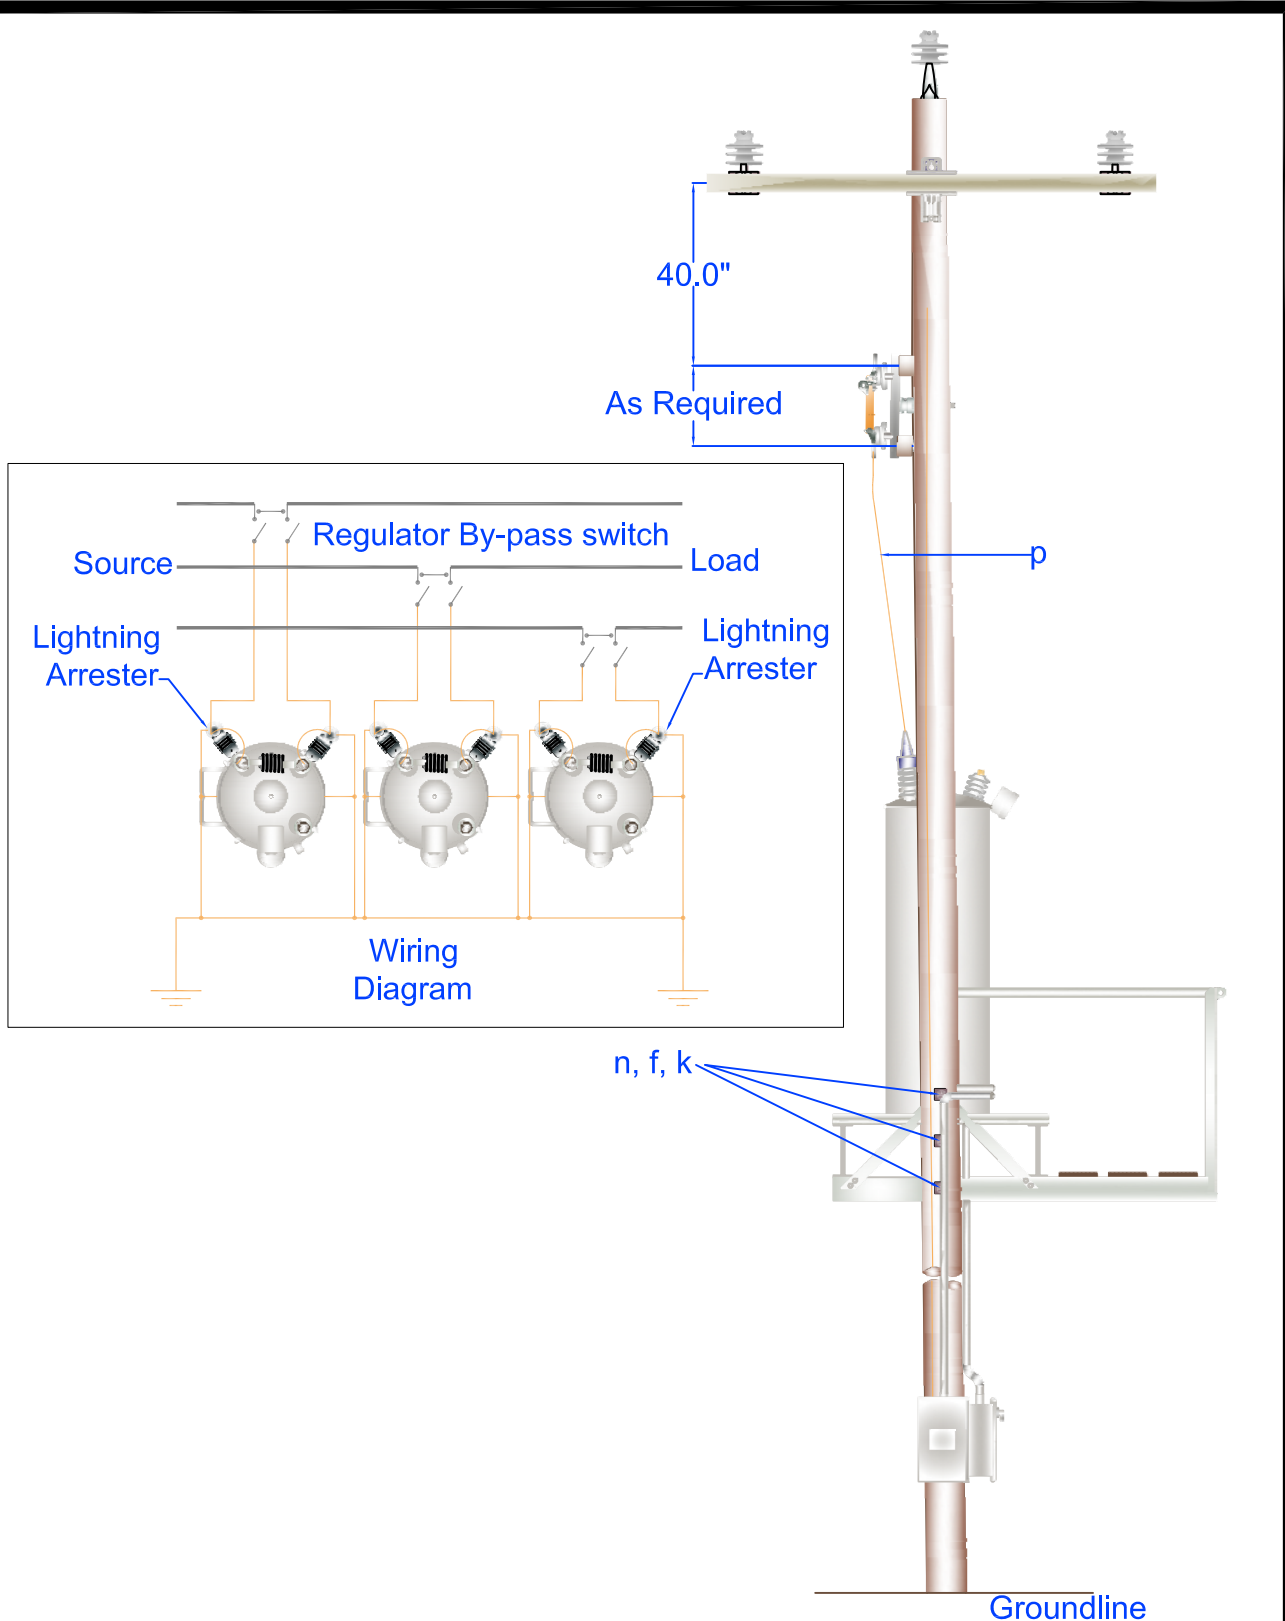 40.0"
As Required
Regulator By-pass switch
Source
Load
Lightning
Arrester
Lightning
Arrester
p
Wiring
Diagram
n, f, k
Groundline